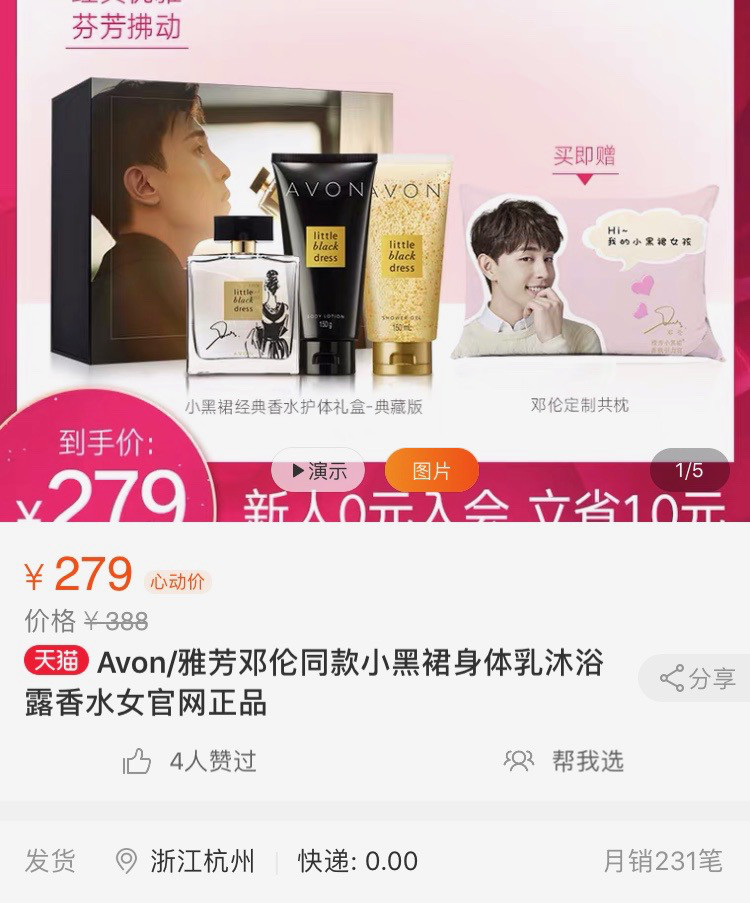 芬芳拂动
买即赠
AVON
AVON
Hi~
我的小黑裙女孩
little
black
dress
little
black
dress
little
black
dress
BODY LOTION
150g
SHOWER GEL
150mL
小黑裙经典香水护体礼盒-典藏版
邓伦定制共枕
到手价:
¥279
演示
图片
1/5
新人0元入会 立省10元
¥ 279 心动价
价格 ¥ 388
天猫 Avon/雅芳邓伦同款小黑裙身体乳沐浴
露香水女官网正品
分享
4人赞过
帮我选
发货 浙江杭州 快递: 0.00 月销231笔